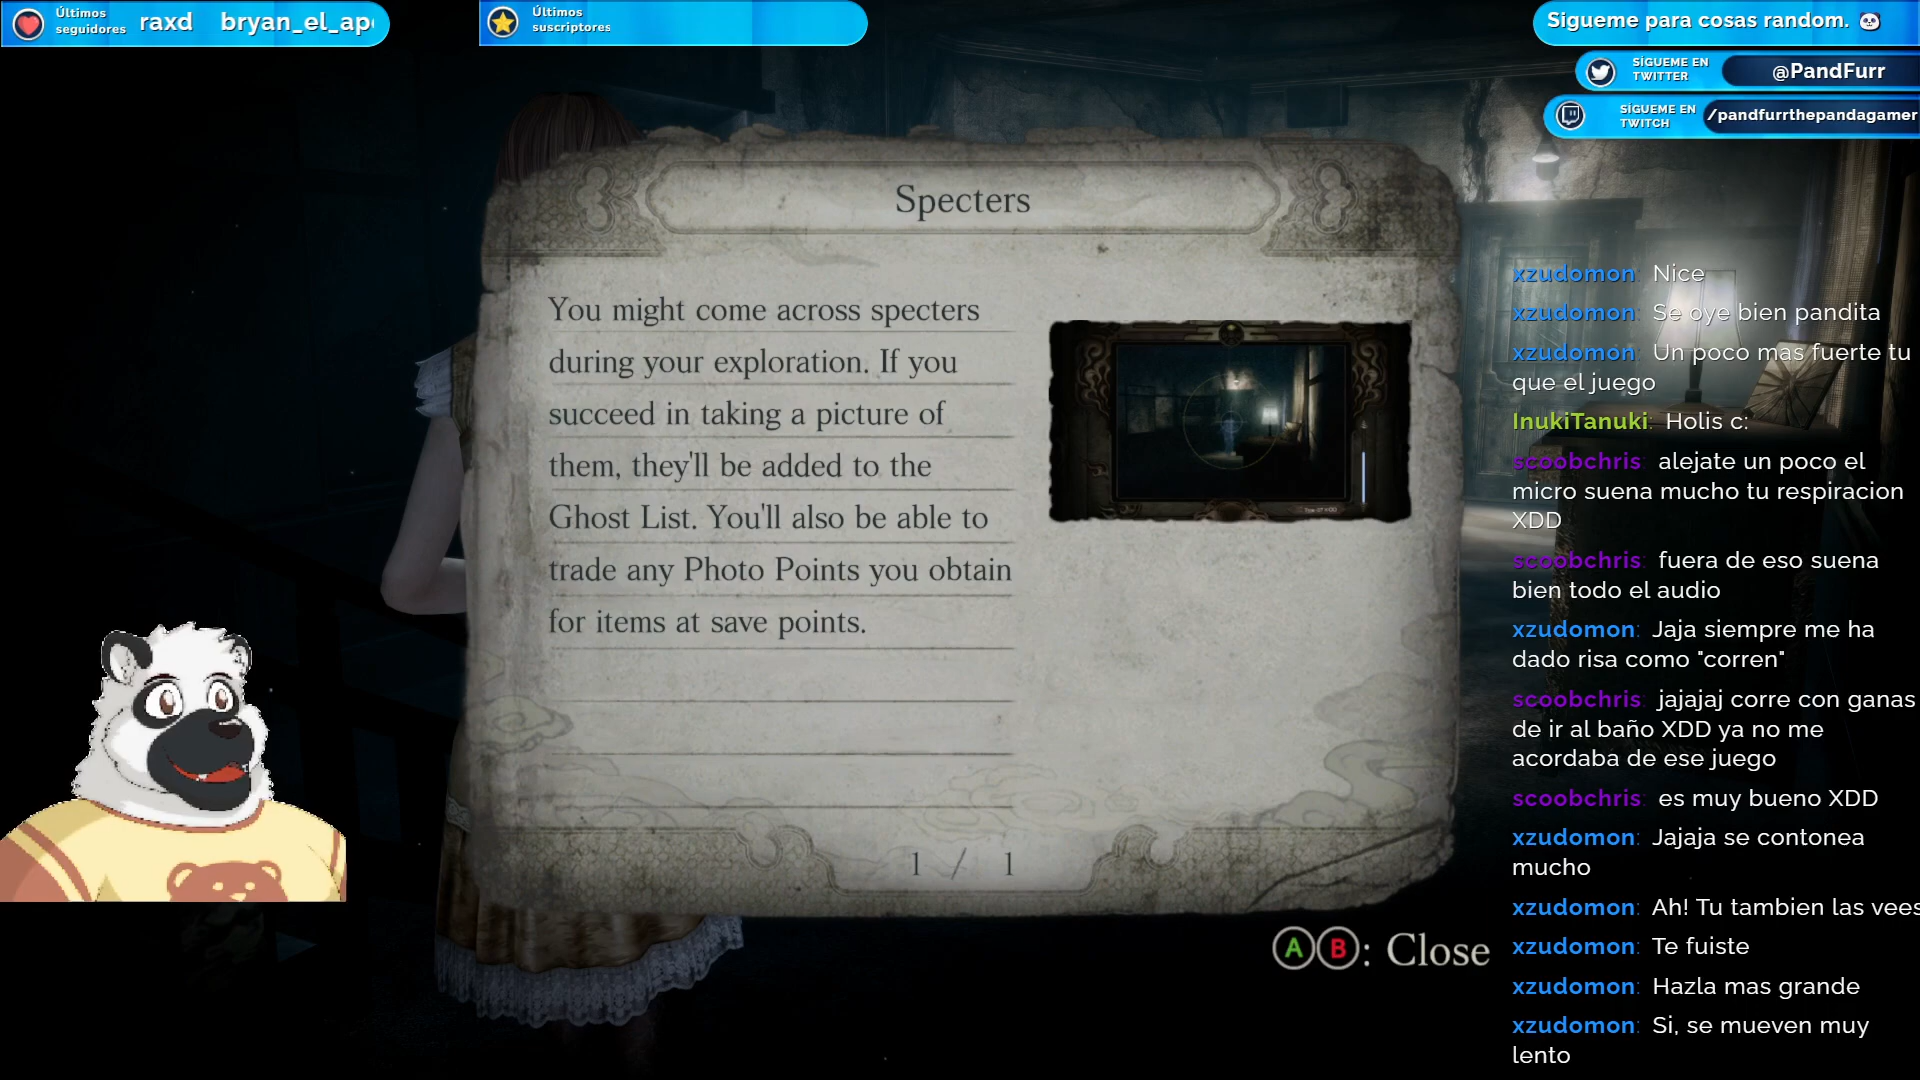 Últimos
seguidores
raxd bryan_el_ap
Últimos
suscriptores
Sigueme para cosas random. 🐼
SÍGUEME EN
TWITTER
@PandFurr
SÍGUEME EN
TWITCH
/pandfurrthepandagamer
Specters
You might come across specters
during your exploration. If you
succeed in taking a picture of
them, they'll be added to the
Ghost List. You'll also be able to
trade any Photo Points you obtain
for items at save points.
1 / 1
A B: Close
xzudomon: Nice
xzudomon: Se oye bien pandita
xzudomon: Un poco mas fuerte tu
que el juego
InukiTanuki: Holis c:
scoobchris: alejate un poco el
micro suena mucho tu respiracion
XDD
scoobchris: fuera de eso suena
bien todo el audio
xzudomon: Jaja siempre me ha
dado risa como "corren"
scoobchris: jajajaj corre con ganas
de ir al baño XDD ya no me
acordaba de ese juego
scoobchris: es muy bueno XDD
xzudomon: Jajaja se contonea
mucho
xzudomon: Ah! Tu tambien las vees
xzudomon: Te fuiste
xzudomon: Hazla mas grande
xzudomon: Si, se mueven muy
lento